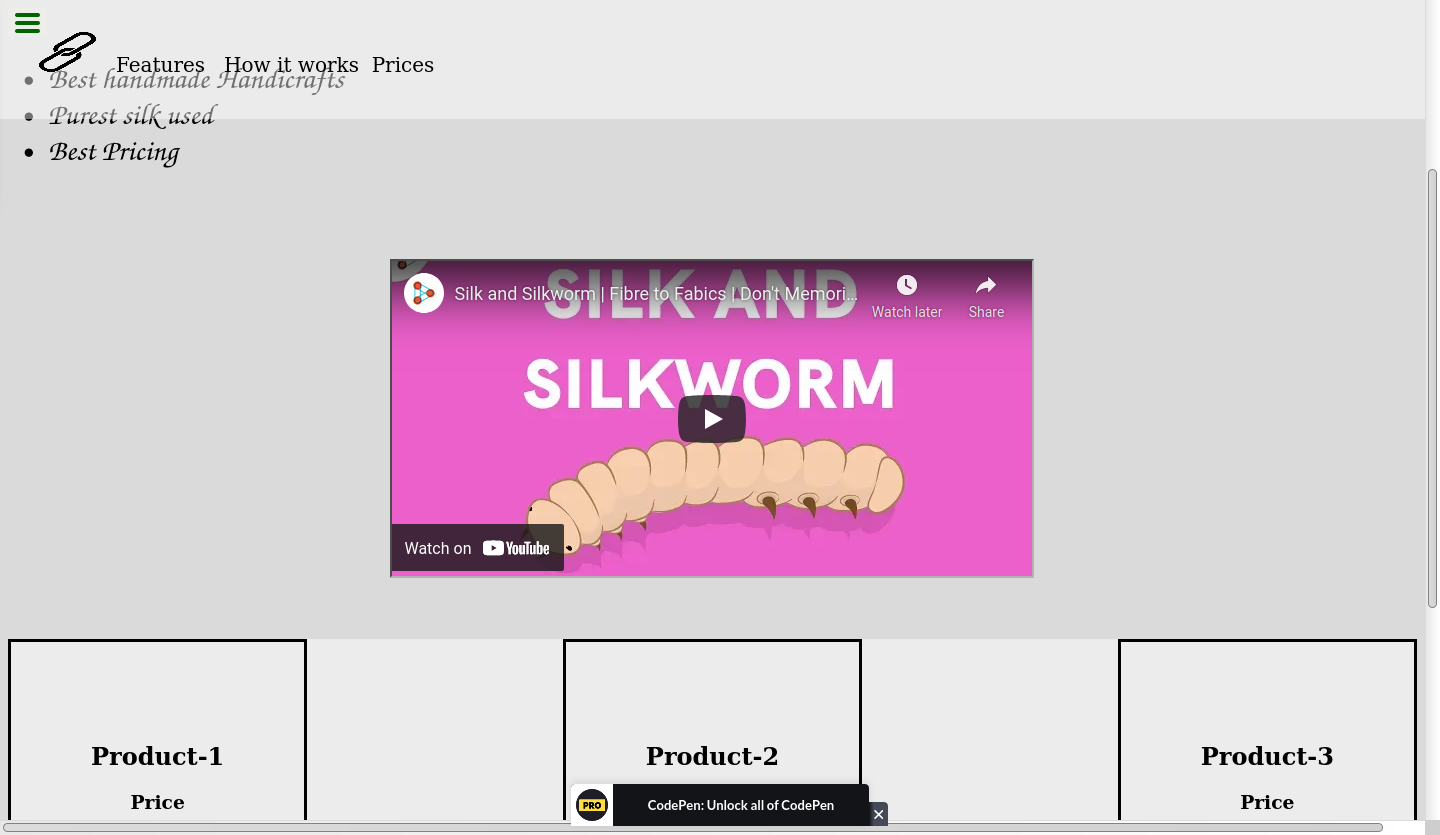 Features How it works Prices
Best handmade Handicrafts
Purest silk used
Best Pricing
SILK AND
Silk and Silkworm | Fibre to Fabics | Don't Memori...
Watch later Share
SILKWORM
Watch on YouTube
Product-1 Product-2 Product-3
Price Price
PRO CodePen: Unlock all of CodePen